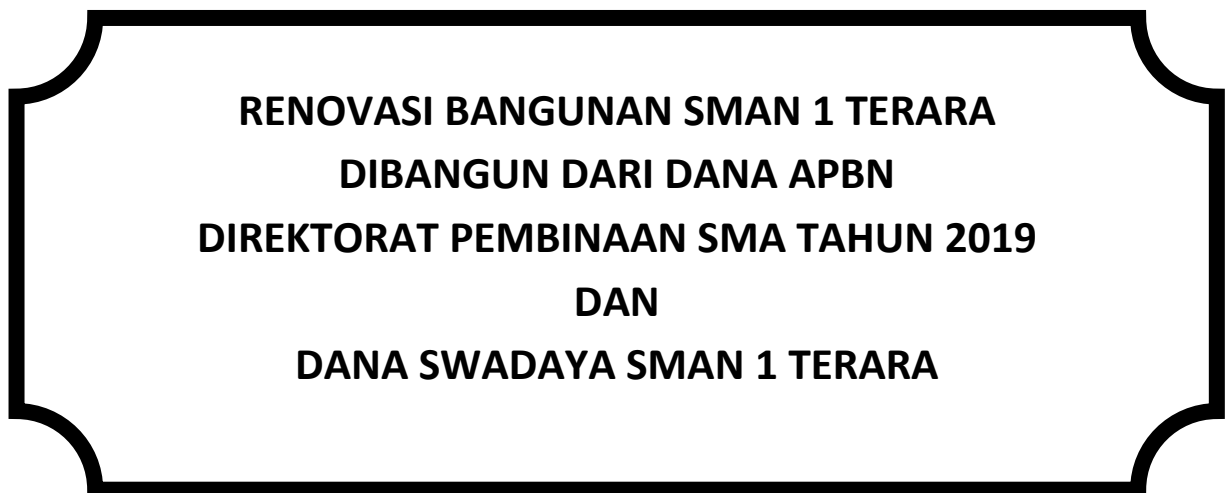 RENOVASI BANGUNAN SMAN 1 TERARA
DIBANGUN DARI DANA APBN
DIREKTORAT PEMBINAAN SMA TAHUN 2019
DAN
DANA SWADAYA SMAN 1 TERARA